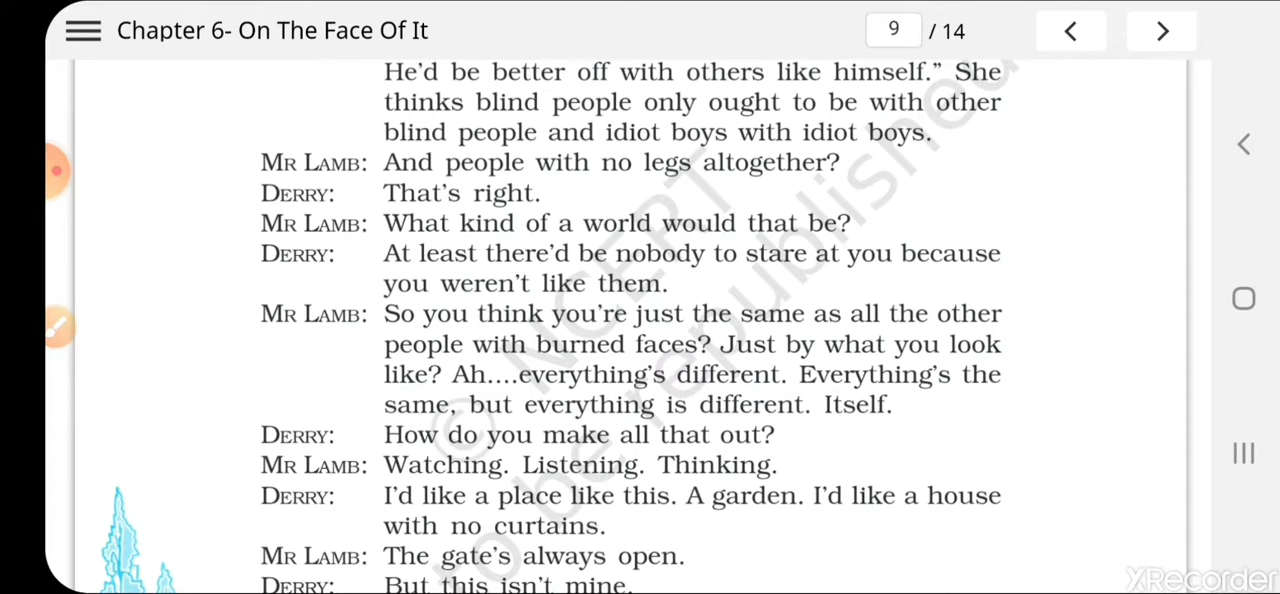 Chapter 6- On The Face Of It
9 / 14
He'd be better off with others like himself.” She
thinks blind people only ought to be with other
blind people and idiot boys with idiot boys.
MR LAMB: And people with no legs altogether?
DERRY: That's right.
MR LAMB: What kind of a world would that be?
DERRY: At least there'd be nobody to stare at you because
you weren't like them.
MR LAMB: So you think you're just the same as all the other
people with burned faces? Just by what you look
like? Ah....everything's different. Everything's the
same, but everything is different. Itself.
DERRY: How do you make all that out?
MR LAMB: Watching. Listening. Thinking.
DERRY: I'd like a place like this. A garden. I'd like a house
with no curtains.
MR LAMB: The gate's always open.
DERRY: But this isn't mine.
© NCERT
to be republished
XRecorder